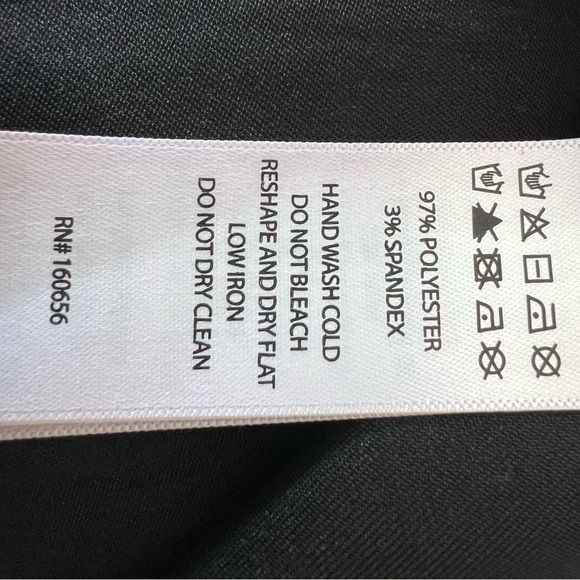 97% POLYESTER
3% SPANDEX
HAND WASH COLD
DO NOT BLEACH
RESHAPE AND DRY FLAT
LOW IRON
DO NOT DRY CLEAN
RN# 160656